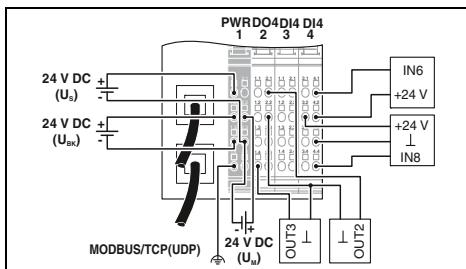 PWR DO4 DI4 DI4
1 2 3 4
24 V DC
(US)
+
-
24 V DC
(UBK)
+
-
IN6
+24 V
+24 V
⊥
IN8
- +
24 V DC
(UM)
MODBUS/TCP(UDP)
OUT3
⊥
⊥
OUT2